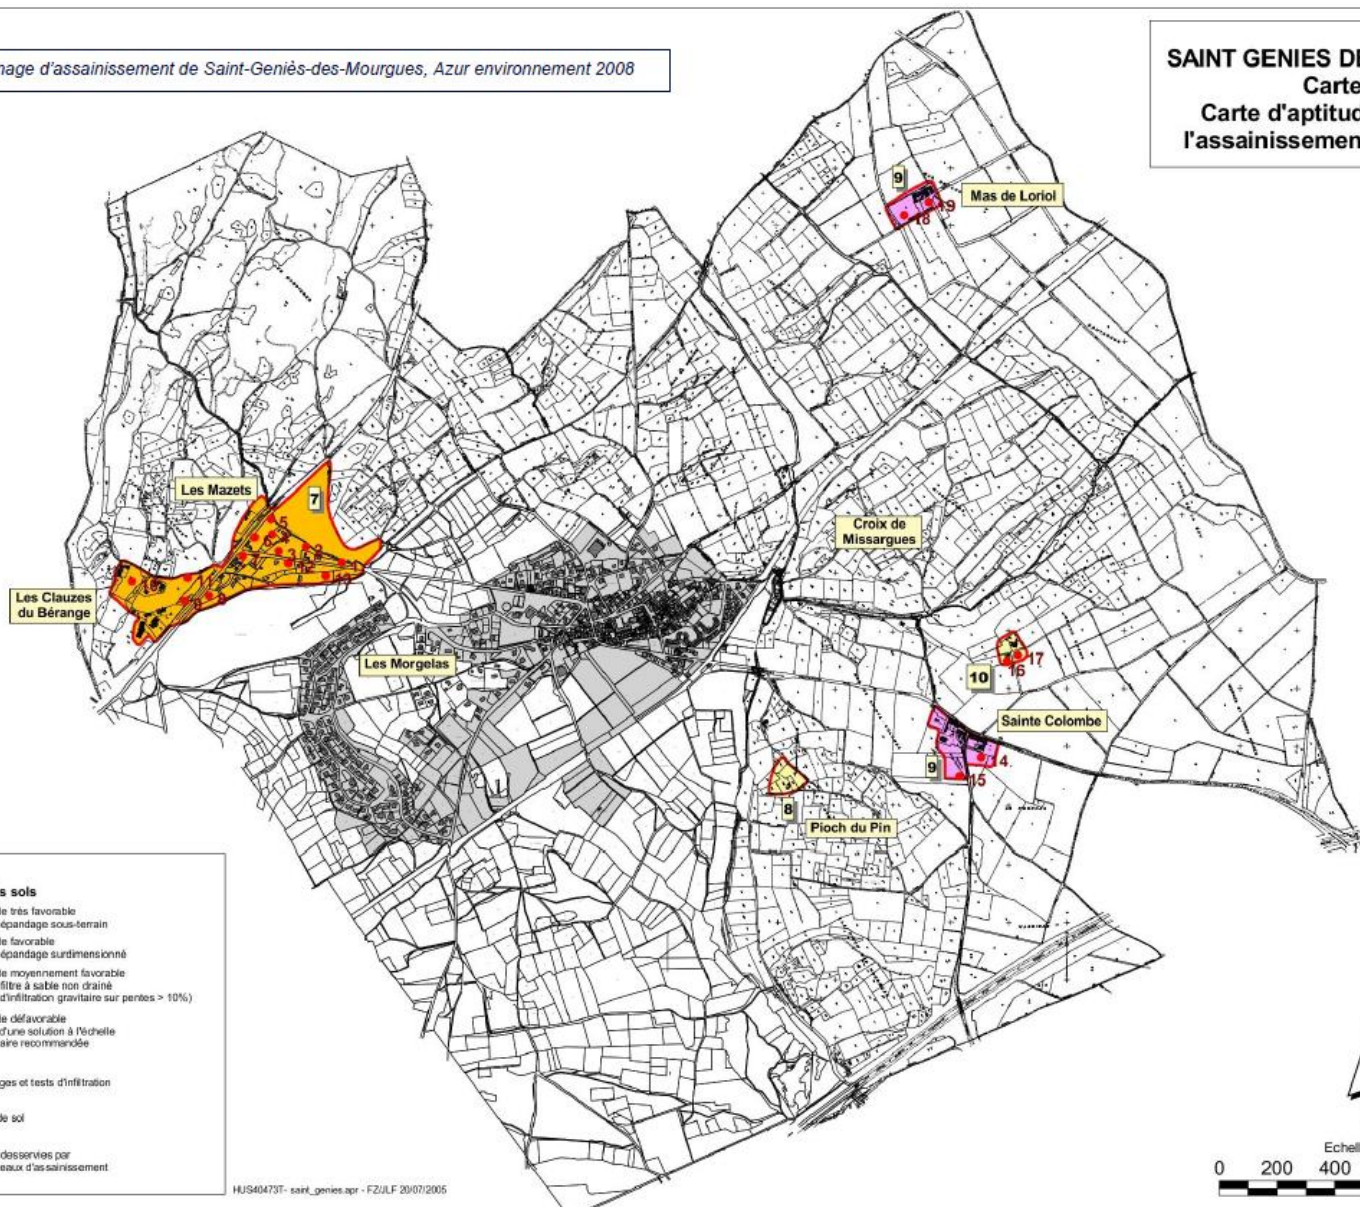 nage d'assainissement de Saint-Geniès-des-Mourgues, Azur environnement 2008
SAINT GENIES DE
Carte
Carte d'aptitud
l'assainissemen
9
Mas de Loriol
19
18
Les Mazets
7
5
Croix de
Missargues
Les Clauzes
du Bérange
Les Morgelas
17
16
10
Sainte Colombe
14
9
15
8
Pioch du Pin
s sols
le très favorable
épandage sous-terrain
le favorable
épandage surdimensionné
le moyennement favorable
filtre à sable non drainé
d'infiltration gravitaire sur pentes > 10%)
le défavorable
d'une solution à l'échelle
aire recommandée
ges et tests d'infiltration
de sol
desservies par
eaux d'assainissement
HUS40473T- saint_genies.apr - FZ/JLF 20/07/2005
Echell
0 200 400